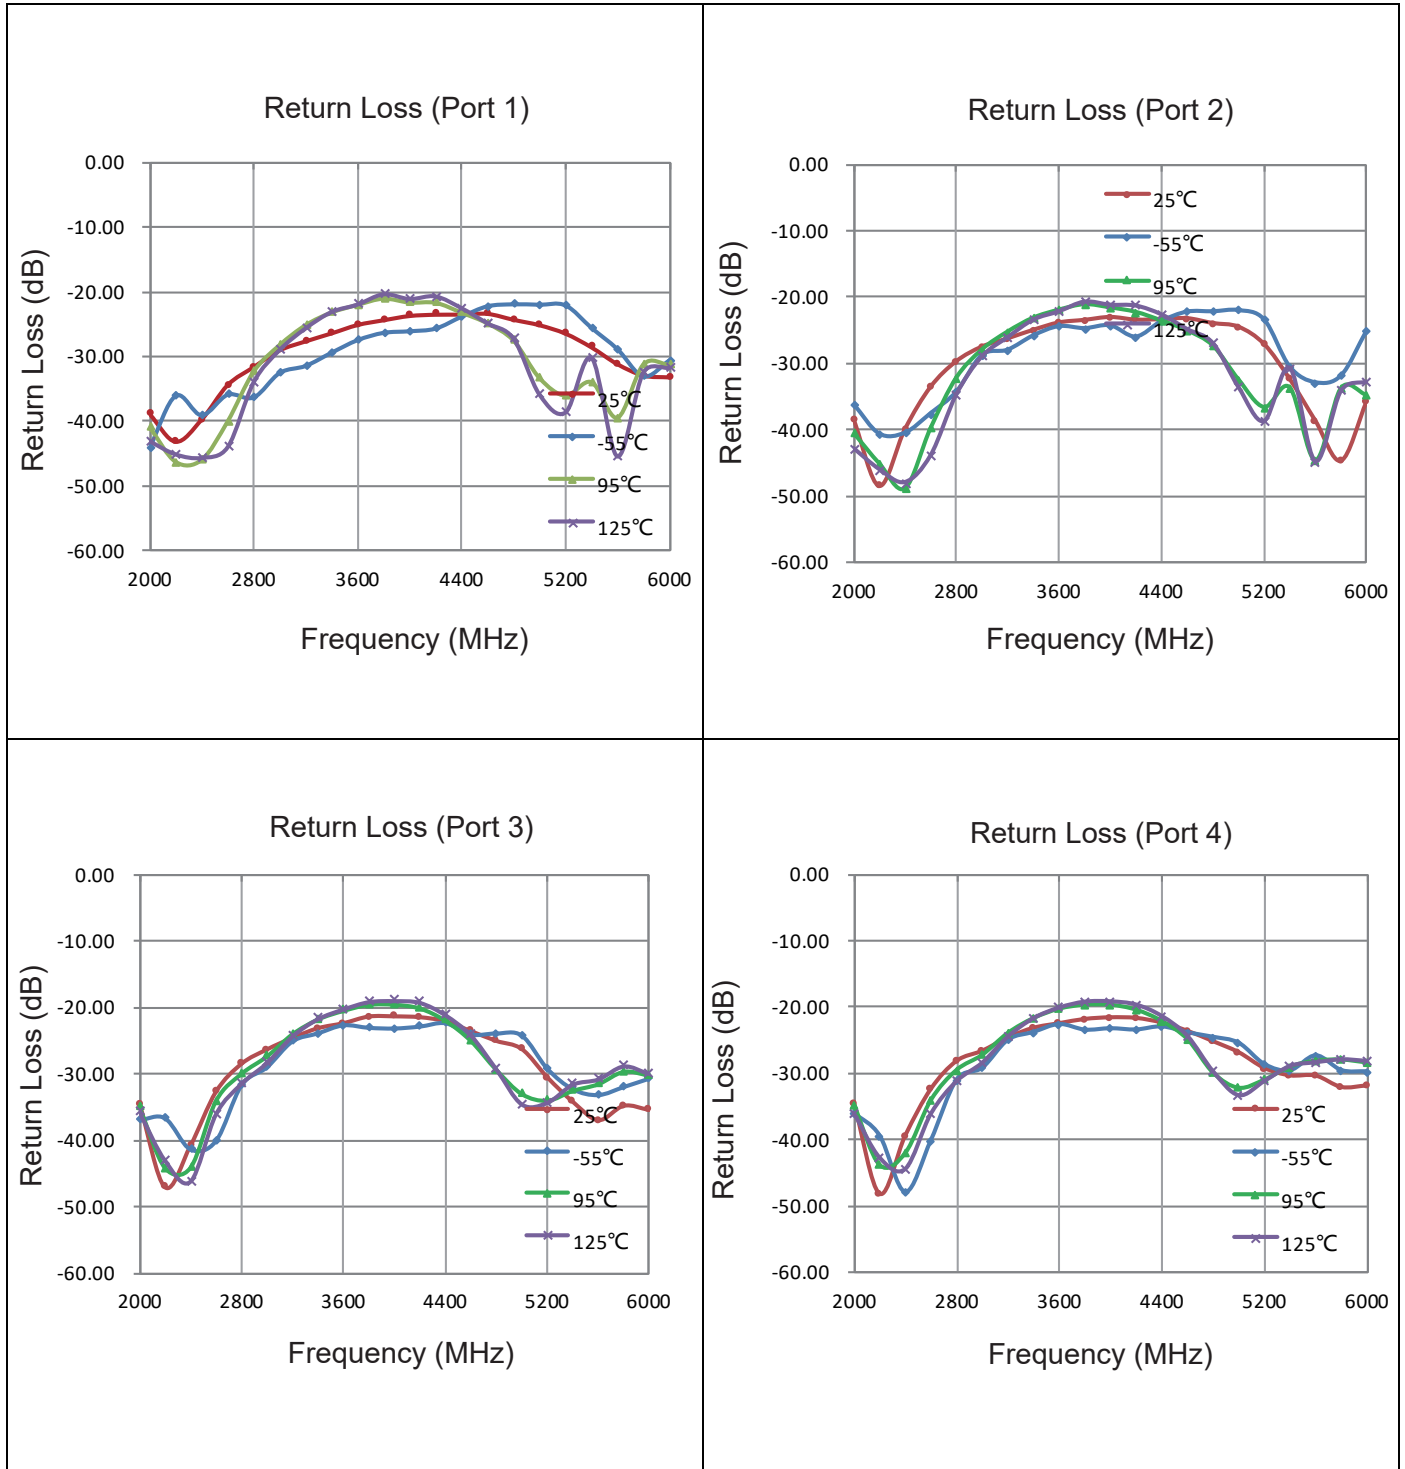 Return Loss (Port 1)
Return Loss (dB)
0.00
-10.00
-20.00
-30.00
-40.00
-50.00
-60.00
25℃
-55℃
95℃
125℃
2000 2800 3600 4400 5200 6000
Frequency (MHz)
Return Loss (Port 2)
Return Loss (dB)
0.00
-10.00
-20.00
-30.00
-40.00
-50.00
-60.00
25℃
-55℃
95℃
125℃
2000 2800 3600 4400 5200 6000
Frequency (MHz)
Return Loss (Port 3)
Return Loss (dB)
0.00
-10.00
-20.00
-30.00
-40.00
-50.00
-60.00
25℃
-55℃
95℃
125℃
2000 2800 3600 4400 5200 6000
Frequency (MHz)
Return Loss (Port 4)
Return Loss (dB)
0.00
-10.00
-20.00
-30.00
-40.00
-50.00
-60.00
25℃
-55℃
95℃
125℃
2000 2800 3600 4400 5200 6000
Frequency (MHz)